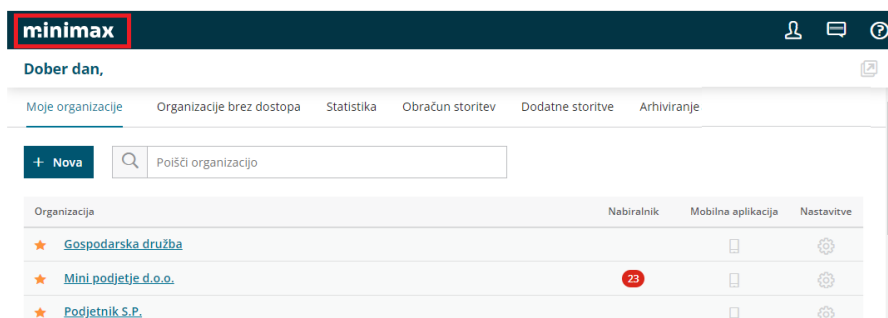 minimax
Dober dan,
Moje organizacije Organizacije brez dostopa Statistika Obračun storitev Dodatne storitve Arhiviranje
+ Nova Poišči organizacijo
Organizacija Nabiralnik Mobilna aplikacija Nastavitve
Gospodarska družba
Mini podjetje d.o.o. 23
Podjetnik S.P.